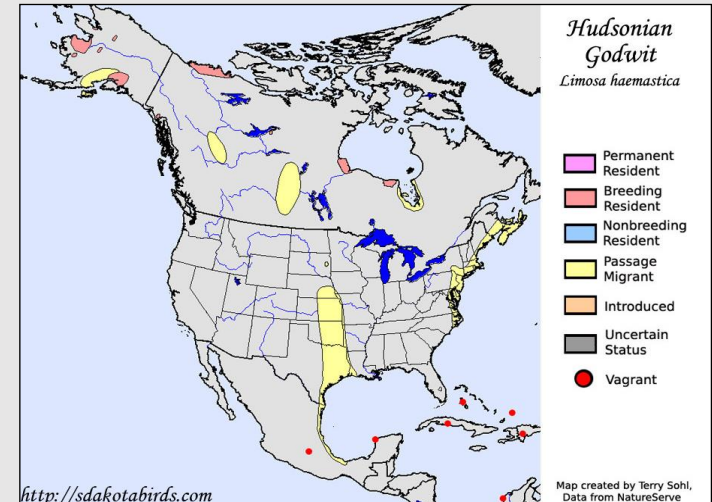 Hudsonian
Godwit
Limosa haemastica
Permanent
Resident
Breeding
Resident
Nonbreeding
Resident
Passage
Migrant
Introduced
Uncertain
Status
Vagrant
http://sdakotabirds.com
Map created by Terry Sohl,
Data from NatureServe